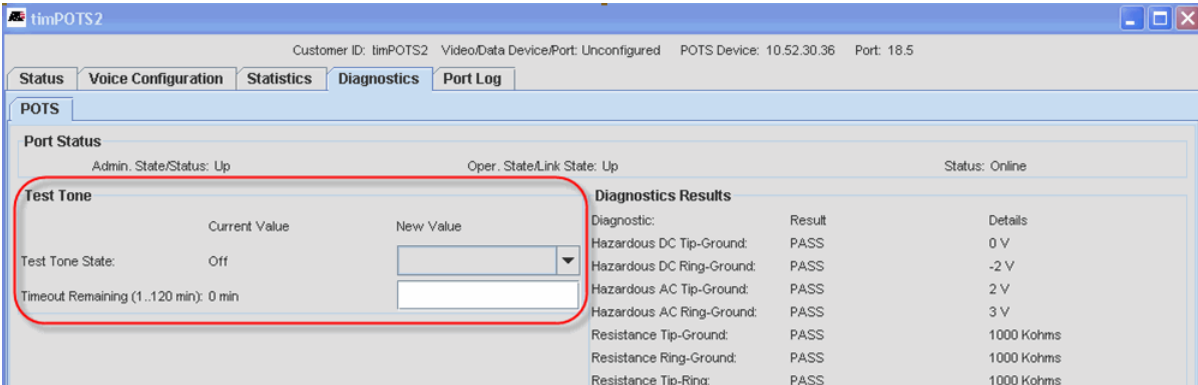 timPOTS2
Customer ID: timPOTS2 Video/Data Device/Port: Unconfigured POTS Device: 10.52.30.36 Port: 18.5
Status Voice Configuration Statistics Diagnostics Port Log
POTS
Port Status
Admin. State/Status: Up Oper. State/Link State: Up Status: Online
Test Tone
Current Value New Value
Test Tone State: Off
Timeout Remaining (1..120 min): 0 min
Diagnostics Results
Diagnostic: Result Details
Hazardous DC Tip-Ground: PASS 0 V
Hazardous DC Ring-Ground: PASS -2 V
Hazardous AC Tip-Ground: PASS 2 V
Hazardous AC Ring-Ground: PASS 3 V
Resistance Tip-Ground: PASS 1000 Kohms
Resistance Ring-Ground: PASS 1000 Kohms
Resistance Tip-Ring: PASS 1000 Kohms